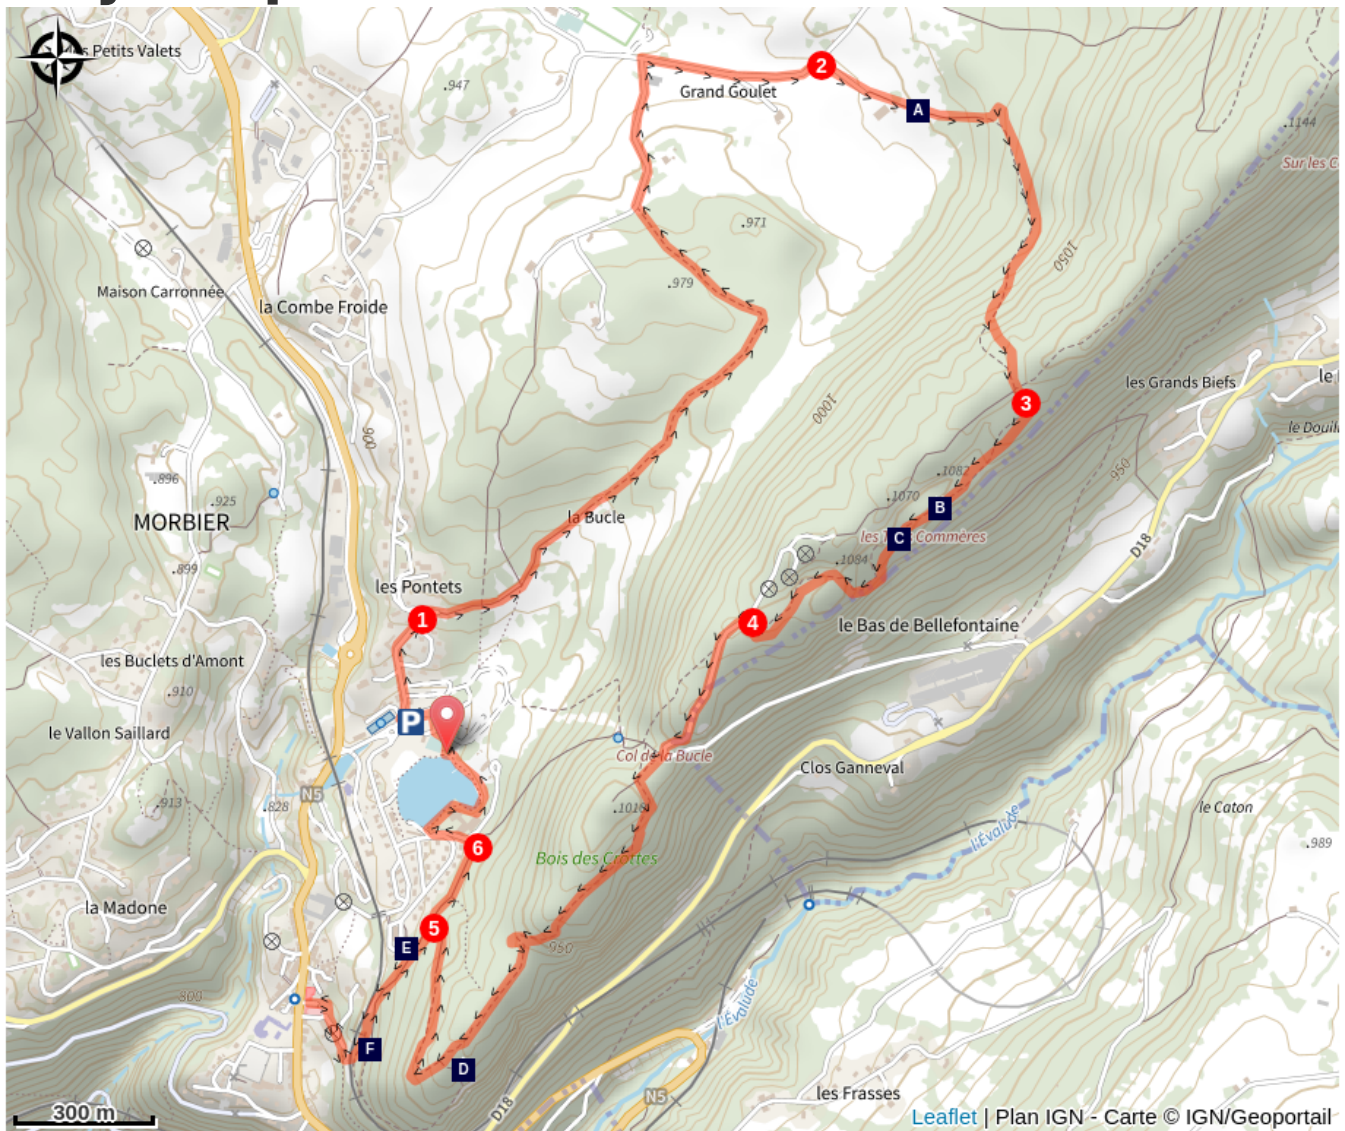 les Petits Valets
.947
Grand Goulet
2
A
.1144
Sur les C
.971
.979
1050
Maison Carronnée
la Combe Froide
1000
900
3
les Grands Biefs
le
le Douill
950
.896
.925
MORBIER
.899
.1087
.1070
B
C
les T Commères
.1084
la Bucle
D18
les Pontets
1
4
le Bas de Bellefontaine
les Buclets d'Amont
.910
le Vallon Saillard
P
Col de la Bucle
Clos Ganneval
N5
.913
.828
.1016
le Caton
.989
l'Évalude
6
Bois des Crottes
la Madone
5
E
950
800
l'Évalude
F
D
les Frasses
N5
D18
300 m
Leaflet | Plan IGN - Carte © IGN/Geoportail